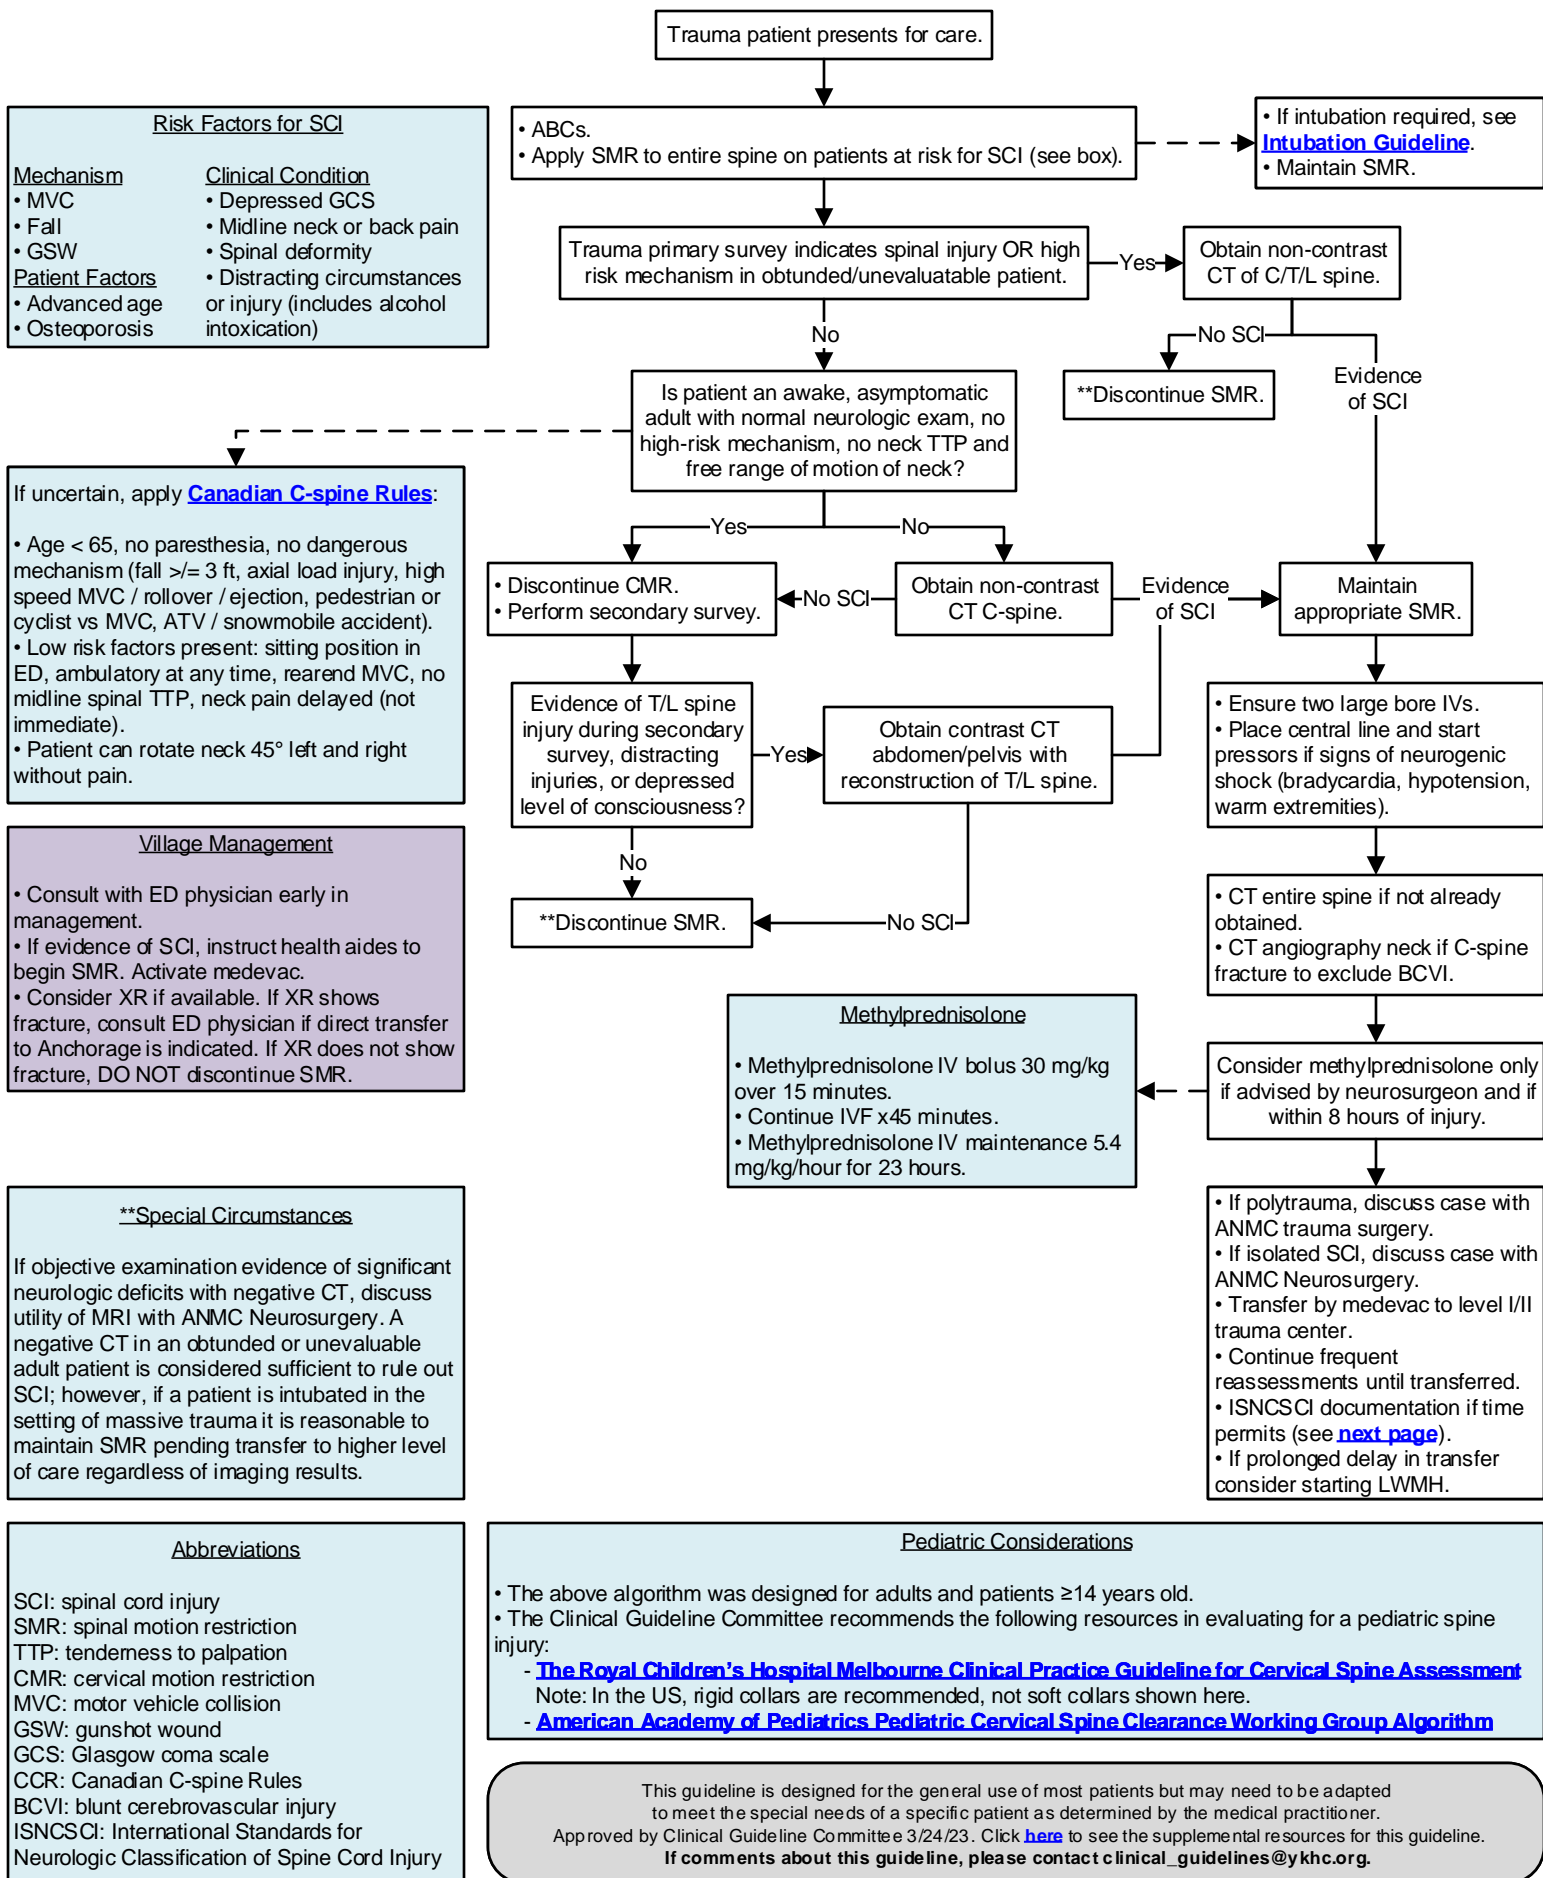 Trauma patient presents for care.
• ABCs.
• Apply SMR to entire spine on patients at risk for SCI (see box).
• If intubation required, see
Intubation Guideline.
• Maintain SMR.
Risk Factors for SCI
Mechanism
• MVC
• Fall
• GSW
Patient Factors
• Advanced age
• Osteoporosis
Clinical Condition
• Depressed GCS
• Midline neck or back pain
• Spinal deformity
• Distracting circumstances
or injury (includes alcohol
intoxication)
Trauma primary survey indicates spinal injury OR high
risk mechanism in obtunded/unevaluatable patient.
Yes
Obtain non-contrast
CT of C/T/L spine.
No
No SCI
**Discontinue SMR.
Evidence
of SCI
Is patient an awake, asymptomatic
adult with normal neurologic exam, no
high-risk mechanism, no neck TTP and
free range of motion of neck?
If uncertain, apply Canadian C-spine Rules:
• Age < 65, no paresthesia, no dangerous
mechanism (fall >/= 3 ft, axial load injury, high
speed MVC / rollover / ejection, pedestrian or
cyclist vs MVC, ATV / snowmobile accident).
• Low risk factors present: sitting position in
ED, ambulatory at any time, rearend MVC, no
midline spinal TTP, neck pain delayed (not
immediate).
• Patient can rotate neck 45° left and right
without pain.
Yes
No
• Discontinue CMR.
• Perform secondary survey.
No SCI
Obtain non-contrast
CT C-spine.
Evidence
of SCI
Maintain
appropriate SMR.
Evidence of T/L spine
injury during secondary
survey, distracting
injuries, or depressed
level of consciousness?
Yes
Obtain contrast CT
abdomen/pelvis with
reconstruction of T/L spine.
• Ensure two large bore IVs.
• Place central line and start
pressors if signs of neurogenic
shock (bradycardia, hypotension,
warm extremities).
No
**Discontinue SMR.
No SCI
Village Management
• Consult with ED physician early in
management.
• If evidence of SCI, instruct health aides to
begin SMR. Activate medevac.
• Consider XR if available. If XR shows
fracture, consult ED physician if direct transfer
to Anchorage is indicated. If XR does not show
fracture, DO NOT discontinue SMR.
• CT entire spine if not already
obtained.
• CT angiography neck if C-spine
fracture to exclude BCVI.
Methylprednisolone
• Methylprednisolone IV bolus 30 mg/kg
over 15 minutes.
• Continue IVF x45 minutes.
• Methylprednisolone IV maintenance 5.4
mg/kg/hour for 23 hours.
Consider methylprednisolone only
if advised by neurosurgeon and if
within 8 hours of injury.
**Special Circumstances
If objective examination evidence of significant
neurologic deficits with negative CT, discuss
utility of MRI with ANMC Neurosurgery. A
negative CT in an obtunded or unevaluable
adult patient is considered sufficient to rule out
SCI; however, if a patient is intubated in the
setting of massive trauma it is reasonable to
maintain SMR pending transfer to higher level
of care regardless of imaging results.
• If polytrauma, discuss case with
ANMC trauma surgery.
• If isolated SCI, discuss case with
ANMC Neurosurgery.
• Transfer by medevac to level I/II
trauma center.
• Continue frequent
reassessments until transferred.
• ISNCSCI documentation if time
permits (see next page).
• If prolonged delay in transfer
consider starting LWMH.
Abbreviations
SCI: spinal cord injury
SMR: spinal motion restriction
TTP: tenderness to palpation
CMR: cervical motion restriction
MVC: motor vehicle collision
GSW: gunshot wound
GCS: Glasgow coma scale
CCR: Canadian C-spine Rules
BCVI: blunt cerebrovascular injury
ISNCSCI: International Standards for
Neurologic Classification of Spine Cord Injury
Pediatric Considerations
• The above algorithm was designed for adults and patients ≥14 years old.
• The Clinical Guideline Committee recommends the following resources in evaluating for a pediatric spine
injury:
- The Royal Children's Hospital Melbourne Clinical Practice Guideline for Cervical Spine Assessment
Note: In the US, rigid collars are recommended, not soft collars shown here.
- American Academy of Pediatrics Pediatric Cervical Spine Clearance Working Group Algorithm
This guideline is designed for the general use of most patients but may need to be adapted
to meet the special needs of a specific patient as determined by the medical practitioner.
Approved by Clinical Guideline Committee 3/24/23. Click here to see the supplemental resources for this guideline.
If comments about this guideline, please contact clinical_guidelines@ykhc.org.